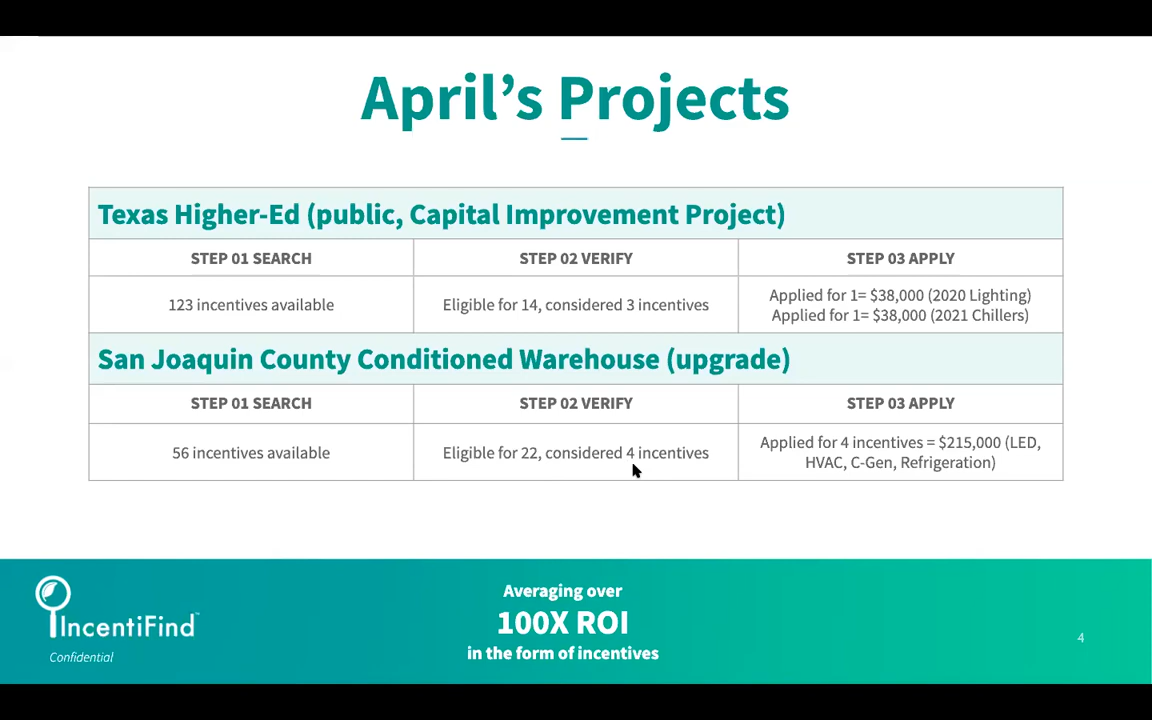 April’s Projects
Texas Higher-Ed (public, Capital Improvement Project)
STEP 01 SEARCH
STEP 02 VERIFY
STEP 03 APPLY
123 incentives available
Eligible for 14, considered 3 incentives
Applied for 1= $38,000 (2020 Lighting)
Applied for 1= $38,000 (2021 Chillers)
San Joaquin County Conditioned Warehouse (upgrade)
STEP 01 SEARCH
STEP 02 VERIFY
STEP 03 APPLY
56 incentives available
Eligible for 22, considered 4 incentives
Applied for 4 incentives = $215,000 (LED,
HVAC, C-Gen, Refrigeration)
IncentiFind™
Confidential
Averaging over
100X ROI
in the form of incentives
4